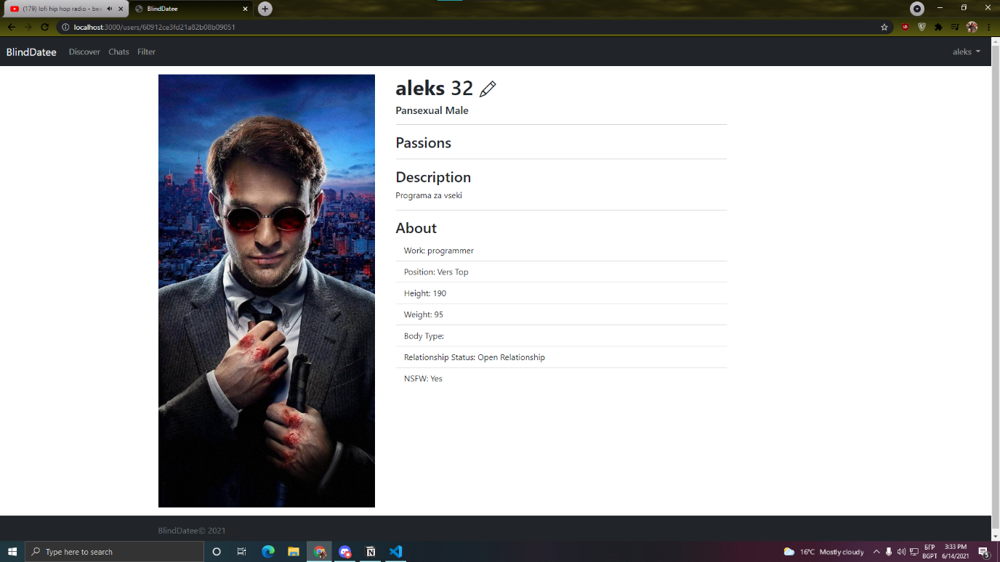 (179) lofi hip hop radio - bea
BlindDatee
localhost:3000/users/60912ce3fd21a82b08b09051
BlindDatee Discover Chats Filter aleks
aleks 32
Pansexual Male
Passions
Description
Programa za vseki
About
Work: programmer
Position: Vers Top
Height: 190
Weight: 95
Body Type:
Relationship Status: Open Relationship
NSFW: Yes
BlindDatee© 2021
Type here to search
16°C Mostly cloudy
БГР
BGPT
3:33 PM
6/14/2021
5